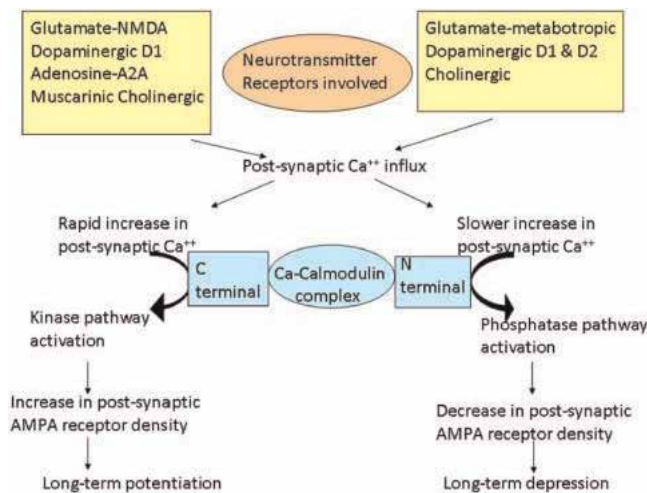 Glutamate-NMDA
Dopaminergic D1
Adenosine-A2A
Muscarinic Cholinergic
Neurotransmitter
Receptors involved
Glutamate-metabotropic
Dopaminergic D1 & D2
Cholinergic
Post-synaptic Ca⁺⁺ influx
Rapid increase in
post-synaptic Ca⁺⁺
Slower increase in
post-synaptic Ca⁺⁺
C
terminal
Ca-Calmodulin
complex
N
terminal
Kinase pathway
activation
Phosphatase pathway
activation
Increase in post-synaptic
AMPA receptor density
Decrease in post-synaptic
AMPA receptor density
Long-term potentiation
Long-term depression